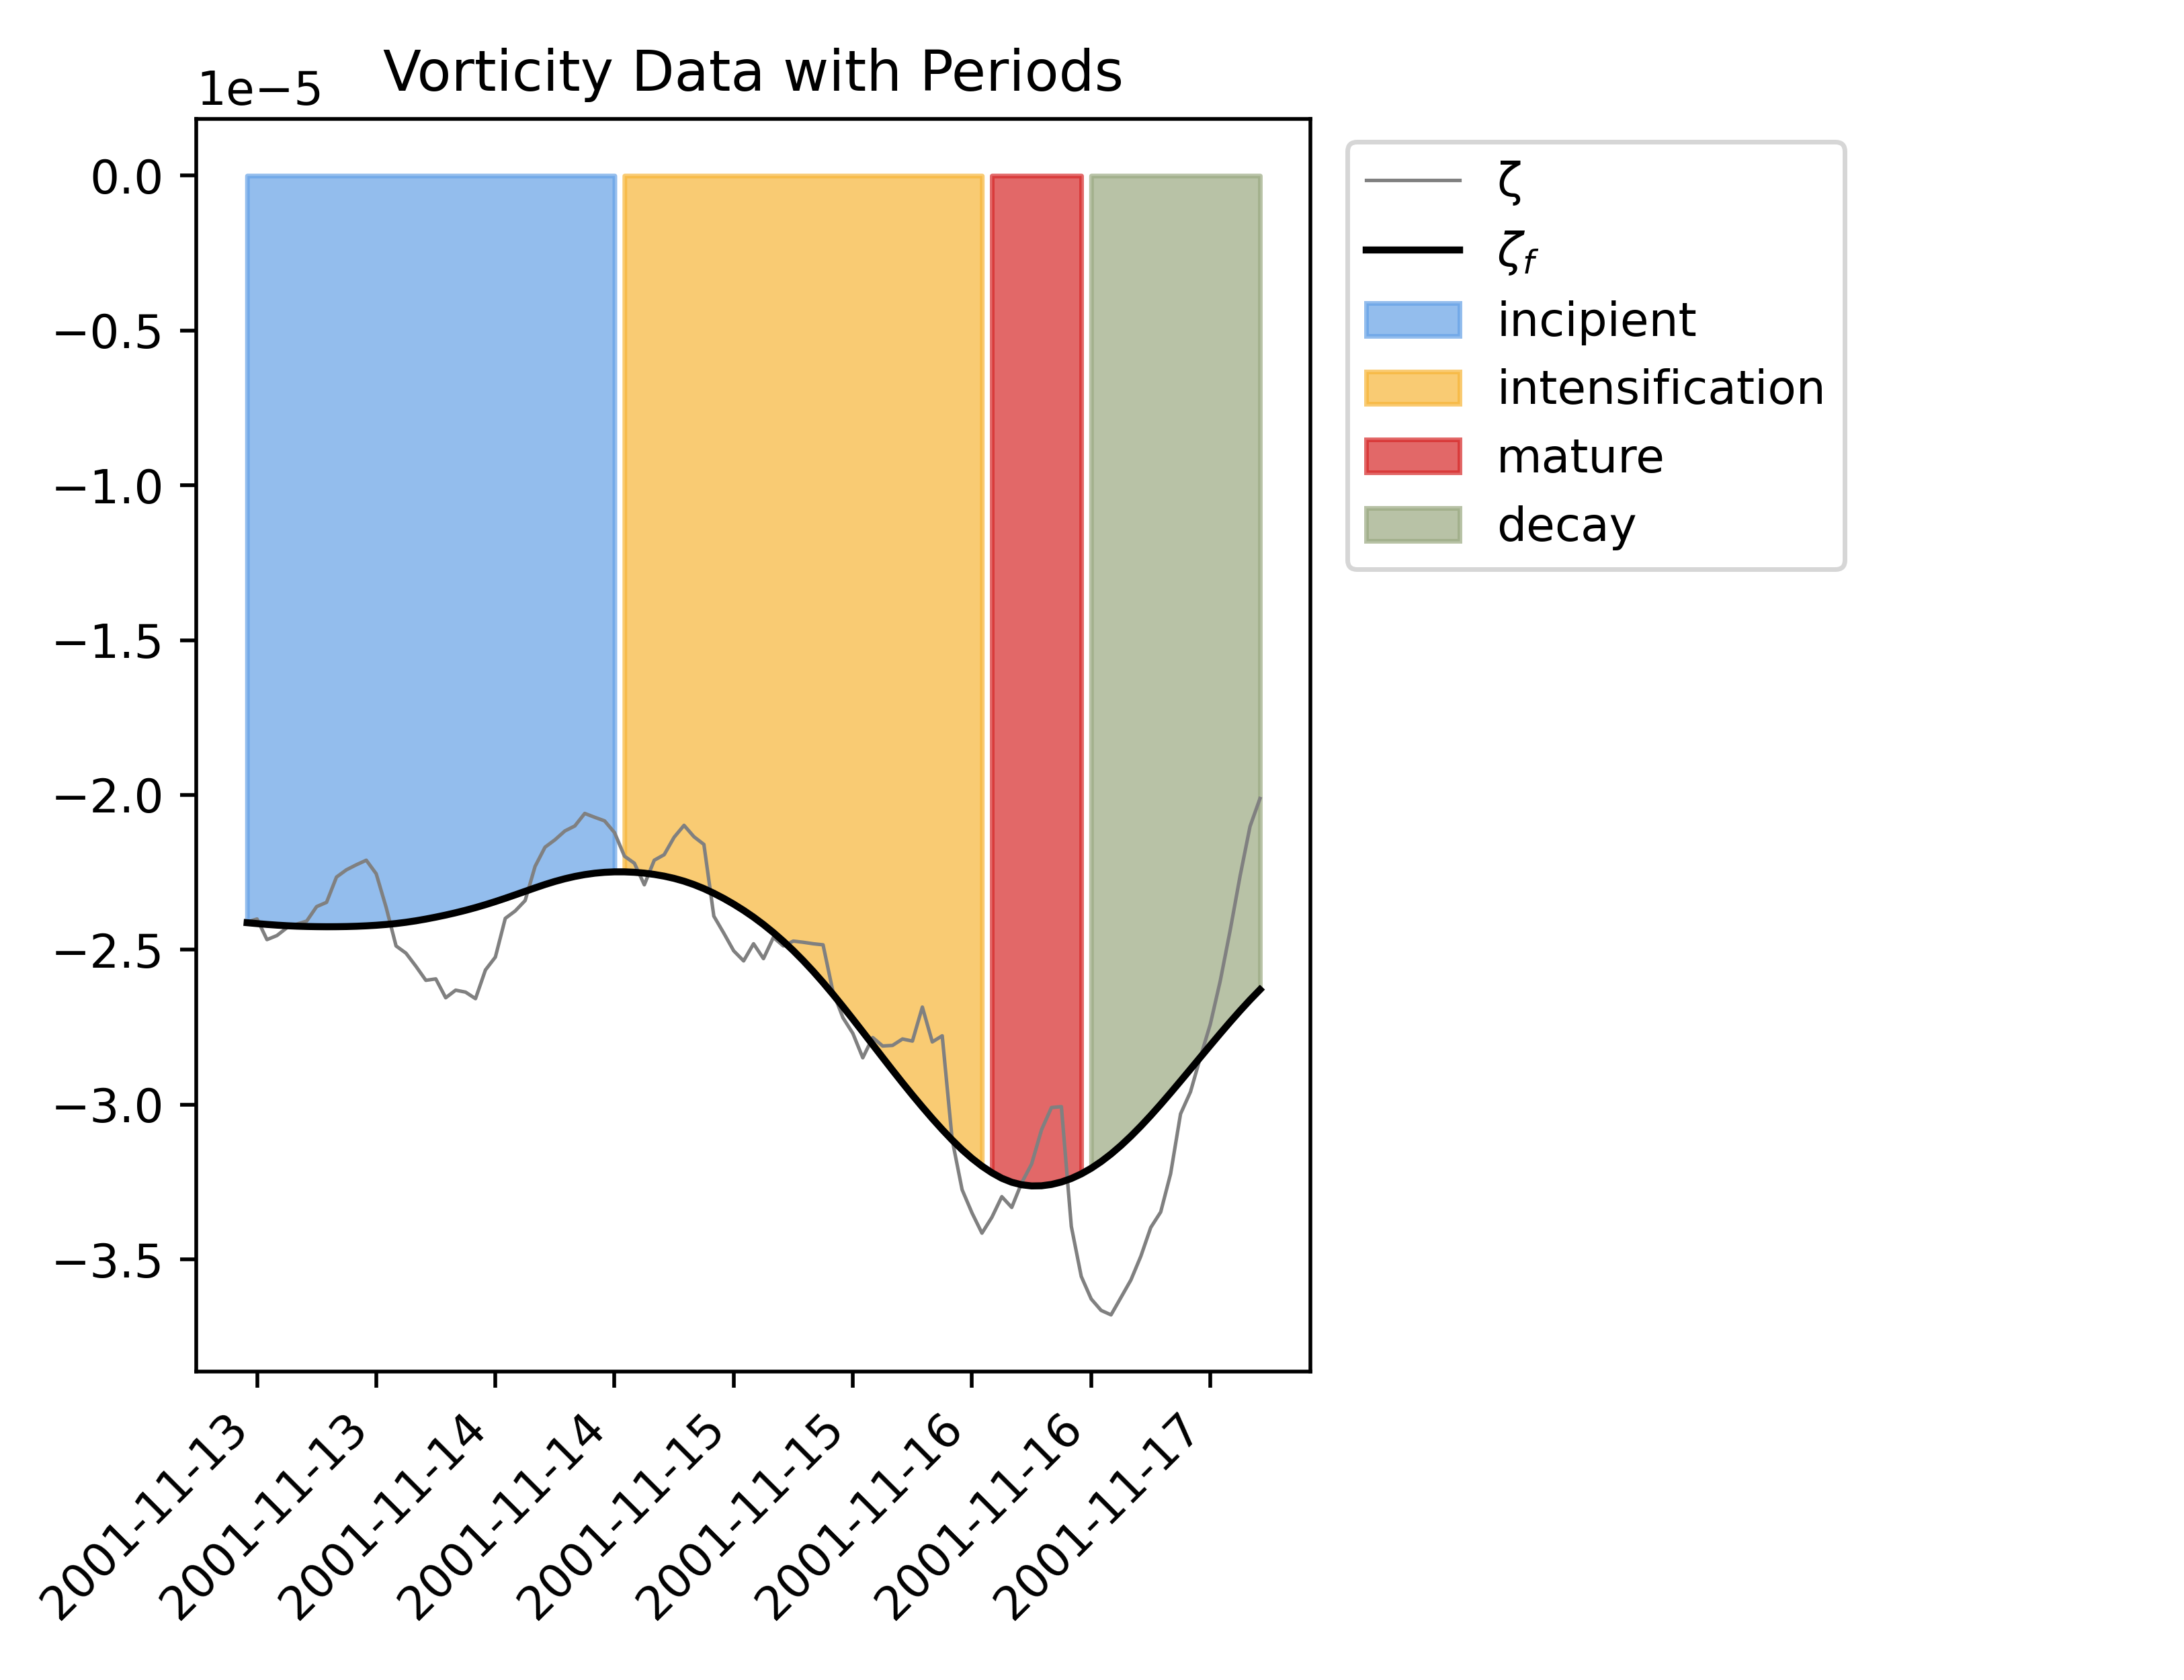 Vorticity Data with Periods
1e−5
0.0
−0.5
−1.0
−1.5
−2.0
−2.5
−3.0
−3.5
2001-11-13
2001-11-13
2001-11-14
2001-11-14
2001-11-15
2001-11-15
2001-11-16
2001-11-16
2001-11-17
ζ
ζf
incipient
intensification
mature
decay